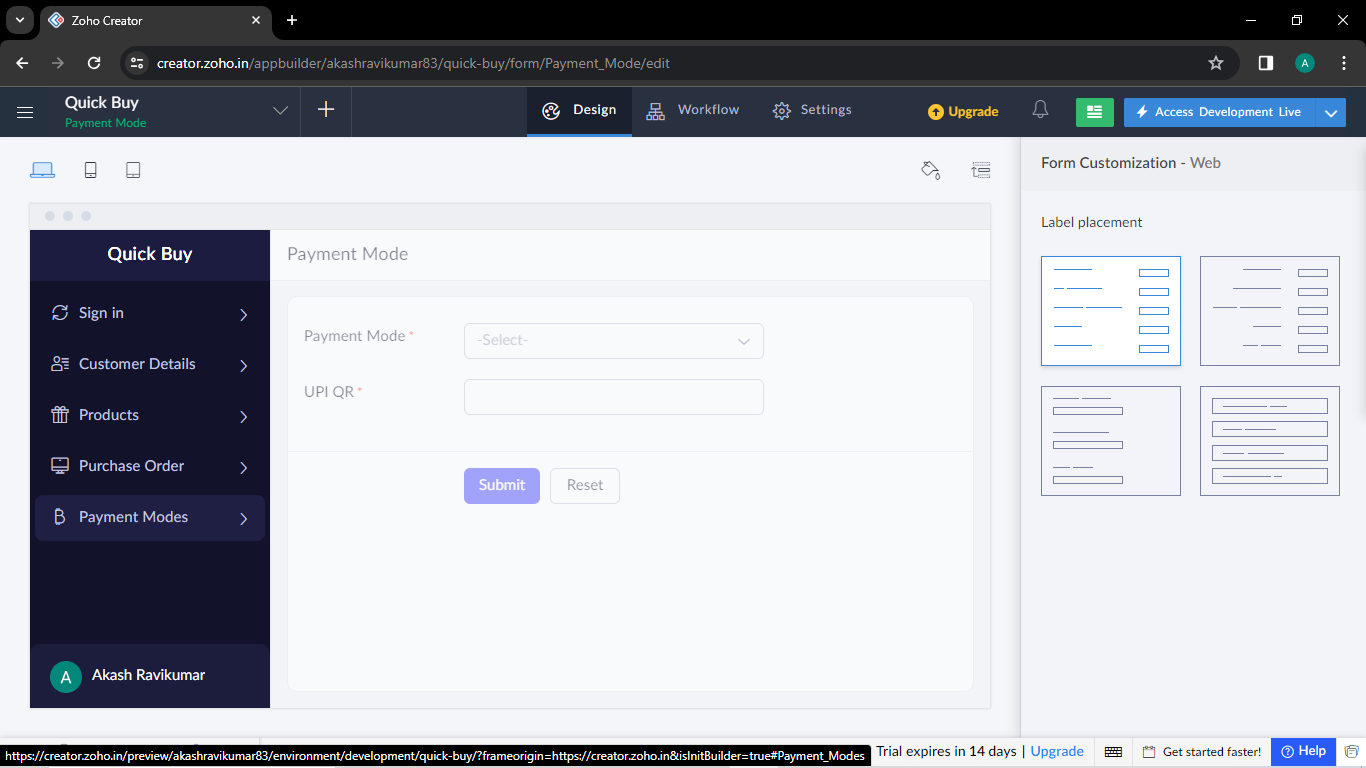 Zoho Creator
creator.zoho.in/appbuilder/akashravikumar83/quick-buy/form/Payment_Mode/edit
A
Quick Buy
Payment Mode
Design
Workflow
Settings
Upgrade
Access Development Live
Form Customization - Web
Label placement
Quick Buy
Sign in
Customer Details
Products
Purchase Order
Payment Modes
A Akash Ravikumar
Payment Mode
Payment Mode *
-Select-
UPI QR *
Submit
Reset
https://creator.zoho.in/preview/akashravikumar83/environment/development/quick-buy/?frameorigin=https://creator.zoho.in&isInitBuilder=true#Payment_Modes
Trial expires in 14 days | Upgrade
Get started faster!
Help